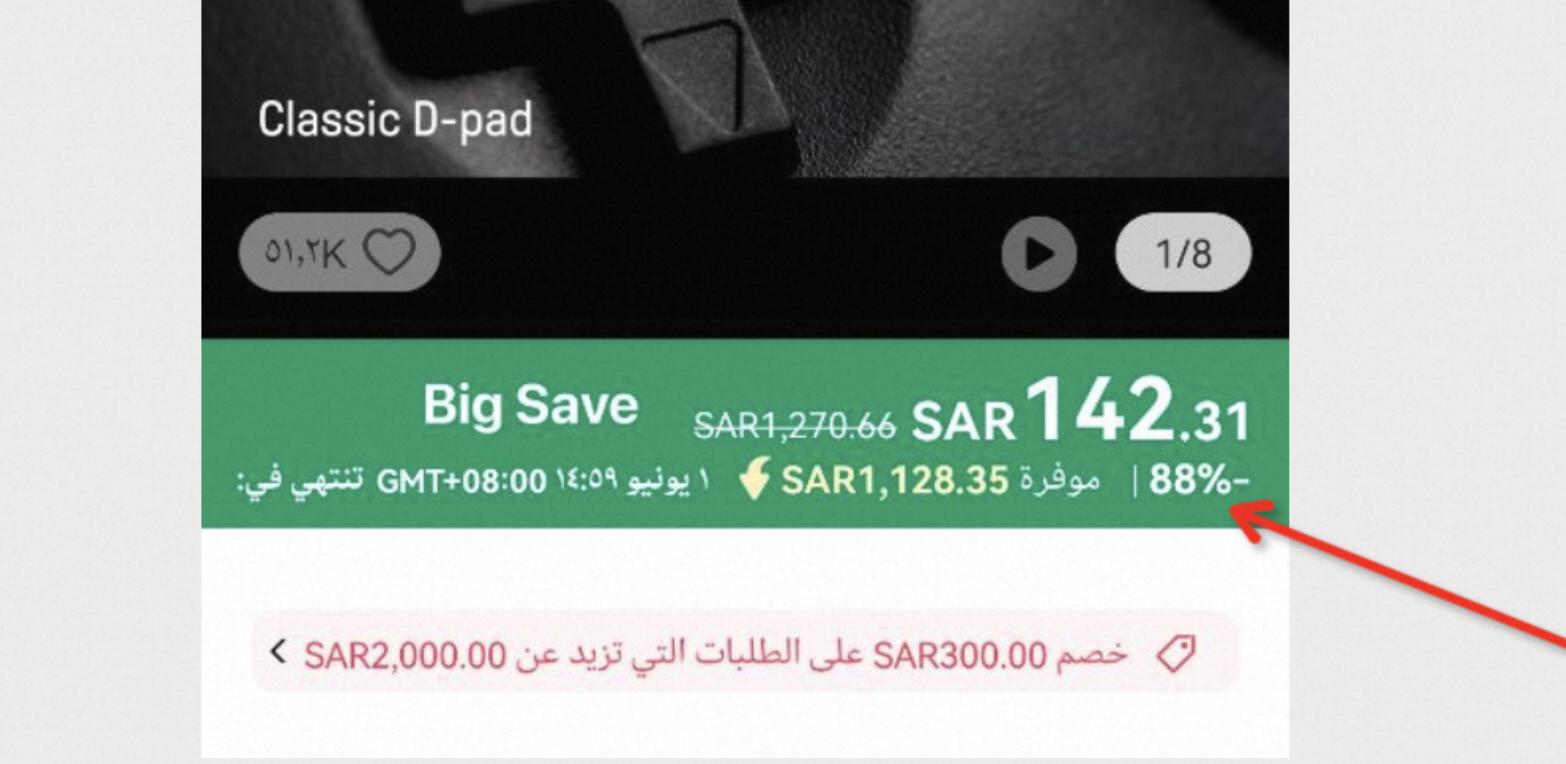 Classic D-pad
٥١,٢K
1/8
SAR142.31 SAR1,270.66 Big Save
88%− | موفرة SAR1,128.35 ١ يونيو ١٤:٥٩ GMT+08:00 تنتهي في:
خصم SAR300.00 على الطلبات التي تزيد عن SAR2,000.00